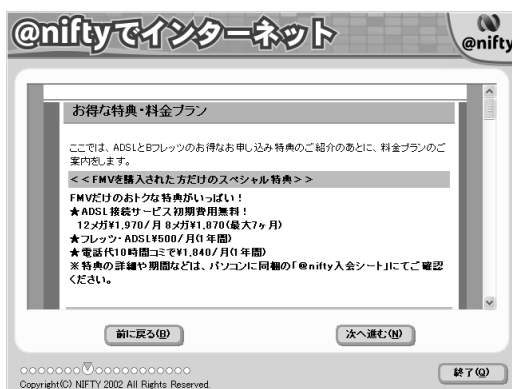 @niftyでインターネット
@nifty
お得な特典・料金プラン
ここでは、ADSLとBフレッツのお得なお申し込み特典のご紹介のあとに、料金プランのご
案内をします。
<<FMVを購入された方だけのスペシャル特典>>
FMVだけのおトクな特典がいっぱい!
★ADSL接続サービス初期費用無料!
12メガ¥1,970/月 8メガ¥1,870(最大7ヶ月)
★フレッツ・ADSL¥500/月(1年間)
★電話代10時間コミで¥1,840/月(1年間)
※特典の詳細や期間などは、パソコンに同梱の「@nifty入会シート」にてご確認
ください。
前に戻る(B)
次へ進む(N)
終了(Q)
Copyright(C) NIFTY 2002 All Rights Reserved.